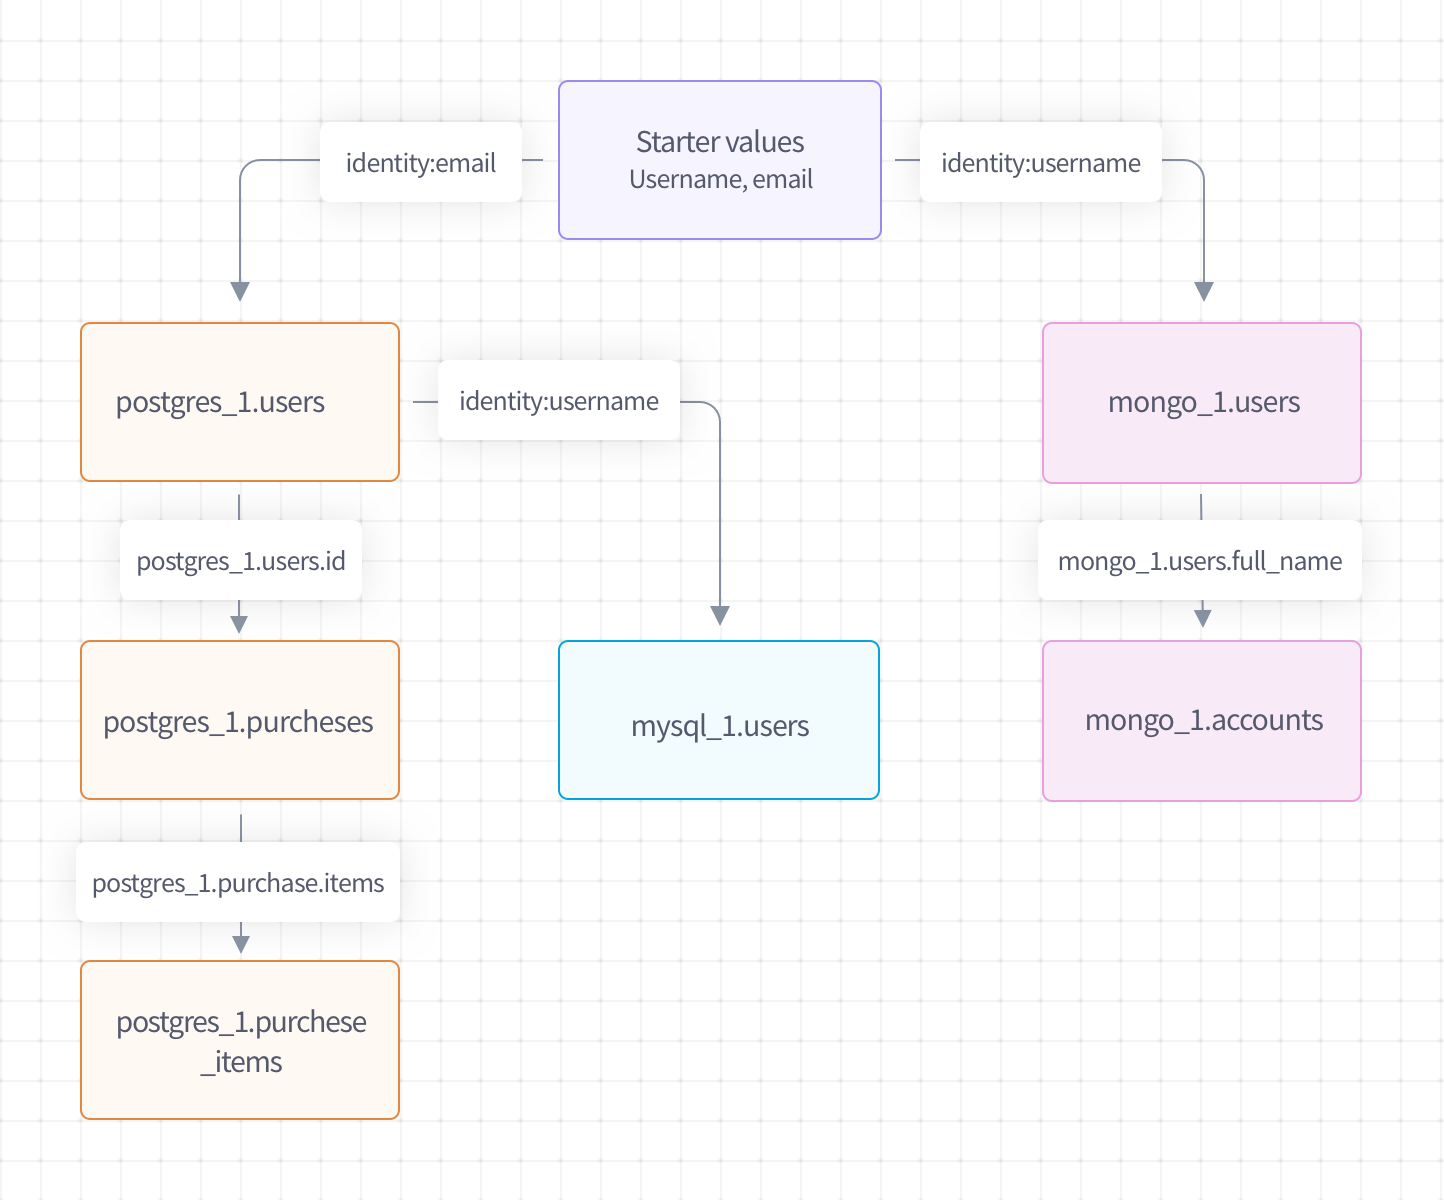 Starter values
Username, email
identity:email
identity:username
postgres_1.users
identity:username
mongo_1.users
postgres_1.users.id
mongo_1.users.full_name
postgres_1.purcheses
mysql_1.users
mongo_1.accounts
postgres_1.purchase.items
postgres_1.purchese
_items